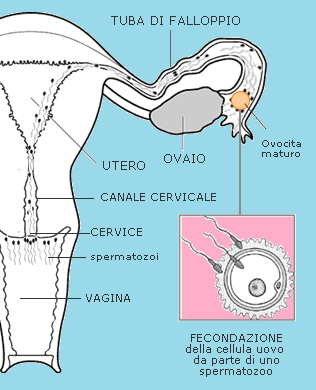 TUBA DI FALLOPPIO
Ovocita
maturo
OVAIO
UTERO
CANALE CERVICALE
CERVICE
spermatozoi
VAGINA
FECONDAZIONE
della cellula uovo
da parte di uno
spermatozoo